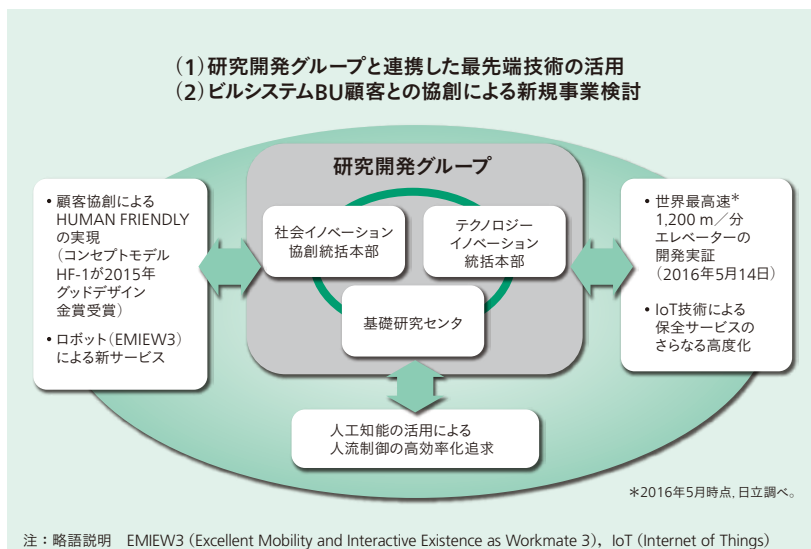 (1)研究開発グループと連携した最先端技術の活用
(2)ビルシステムBU顧客との協創による新規事業検討
研究開発グループ
• 顧客協創による
HUMAN FRIENDLY
の実現
(コンセプトモデル
HF-1が2015年
グッドデザイン
金賞受賞)
• ロボット(EMIEW3)
による新サービス
社会イノベーション
協創統括本部
テクノロジー
イノベーション
統括本部
基礎研究センタ
• 世界最高速*
1,200 m/分
エレベーターの
開発実証
(2016年5月14日)
• IoT技術による
保全サービスの
さらなる高度化
人工知能の活用による
人流制御の高効率化追求
*2016年5月時点,日立調べ。
注:略語説明 EMIEW3 (Excellent Mobility and Interactive Existence as Workmate 3),IoT (Internet of Things)